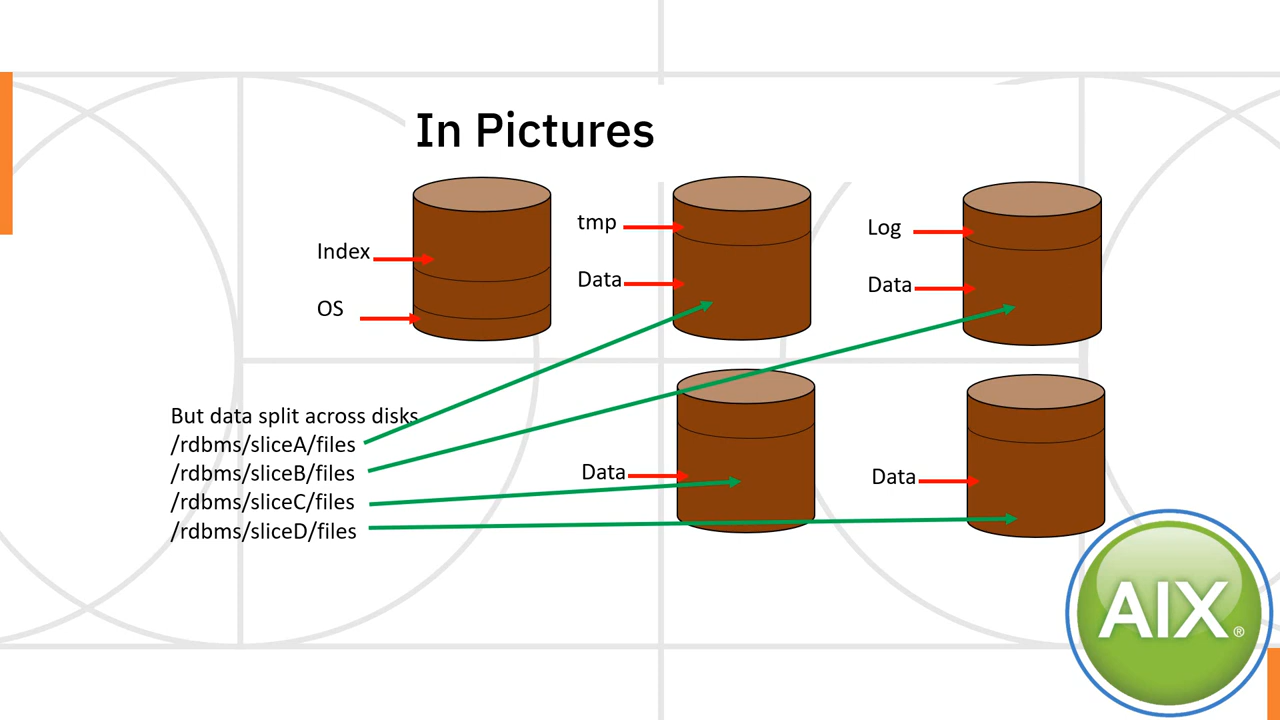 In Pictures
Index
OS
tmp
Data
Log
Data
But data split across disks
/rdbms/sliceA/files
/rdbms/sliceB/files
/rdbms/sliceC/files
/rdbms/sliceD/files
Data
Data
AIX®